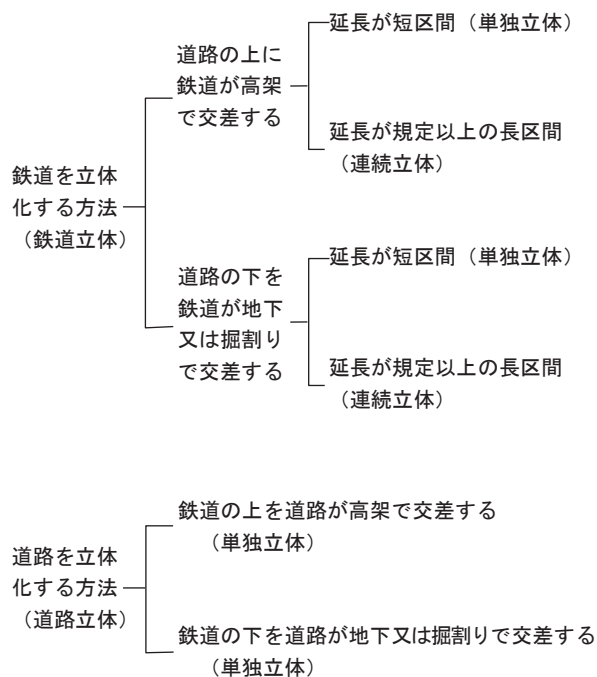 鉄道を立体
化する方法
（鉄道立体）
道路の上に
鉄道が高架
で交差する
延長が短区間（単独立体）
延長が規定以上の長区間
（連続立体）
道路の下を
鉄道が地下
又は掘割り
で交差する
延長が短区間（単独立体）
延長が規定以上の長区間
（連続立体）
道路を立体
化する方法
（道路立体）
鉄道の上を道路が高架で交差する
（単独立体）
鉄道の下を道路が地下又は掘割りで交差する
（単独立体）